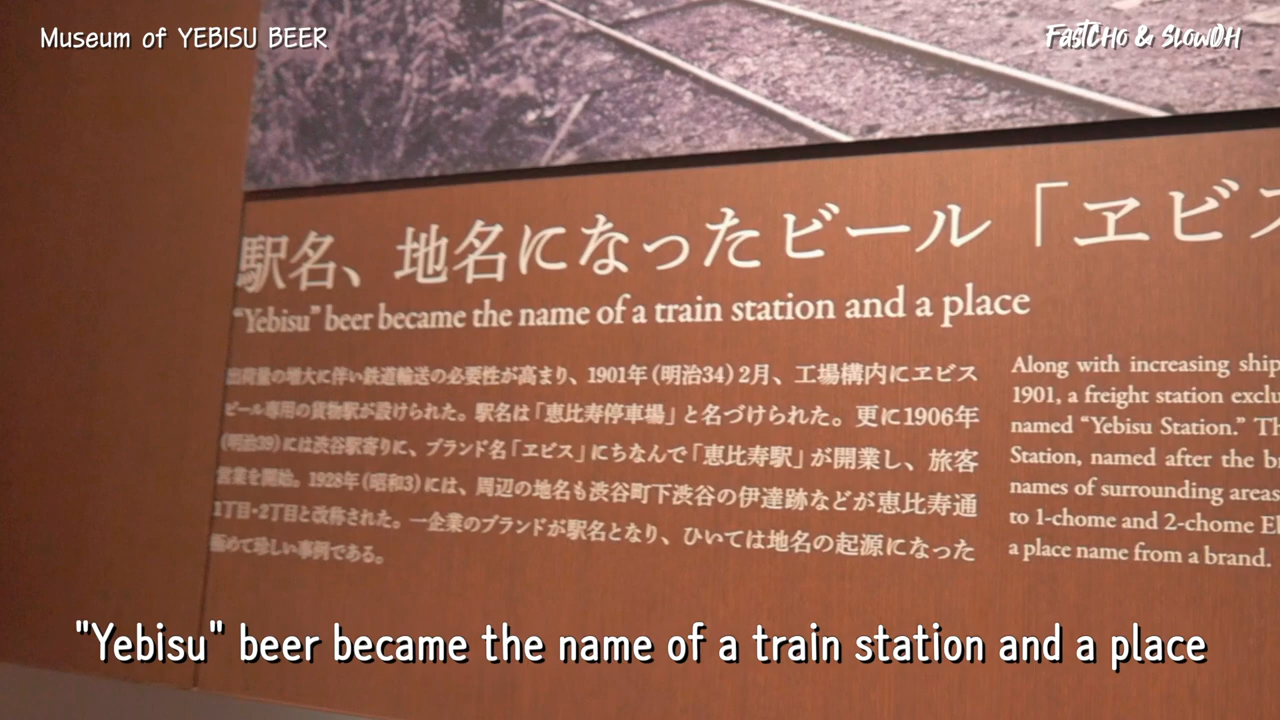 Museum of YEBISU BEER
FastCHo & SlowOH
駅名、地名になったビール「ヱビス
“Yebisu” beer became the name of a train station and a place
出荷量の増大に伴い鉄道輸送の必要性が高まり、1901年(明治34)2月、工場構内にヱビス
ビール専用の貨物駅が設けられた。駅名は「恵比寿停車場」と名づけられた。更に1906年
(明治39)には渋谷駅寄りに、ブランド名「ヱビス」にちなんで「恵比寿駅」が開業し、旅客
営業を開始。1928年(昭和3)には、周辺の地名も渋谷町下渋谷の伊達跡などが恵比寿通
1丁目・2丁目と改称された。一企業のブランドが駅名となり、ひいては地名の起源になった
極めて珍しい事例である。
Along with increasing ship
1901, a freight station exclu
named “Yebisu Station.” Th
Station, named after the br
names of surrounding areas
to 1-chome and 2-chome E
a place name from a brand.
"Yebisu" beer became the name of a train station and a place